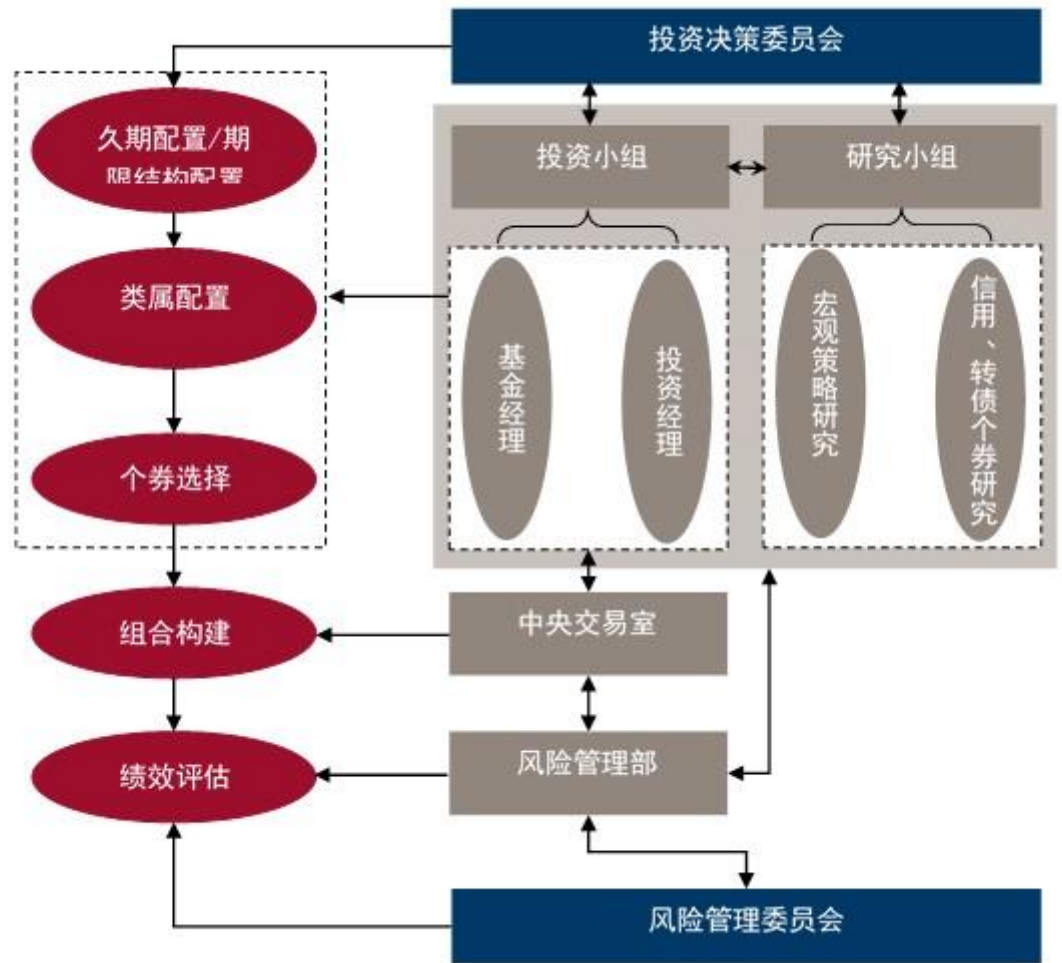 投资决策委员会
久期配置/期
限结构配置
投资小组
研究小组
类属配置
基金经理
投资经理
宏观策略研究
信用、转债个券研究
个券选择
组合构建
中央交易室
绩效评估
风险管理部
风险管理委员会